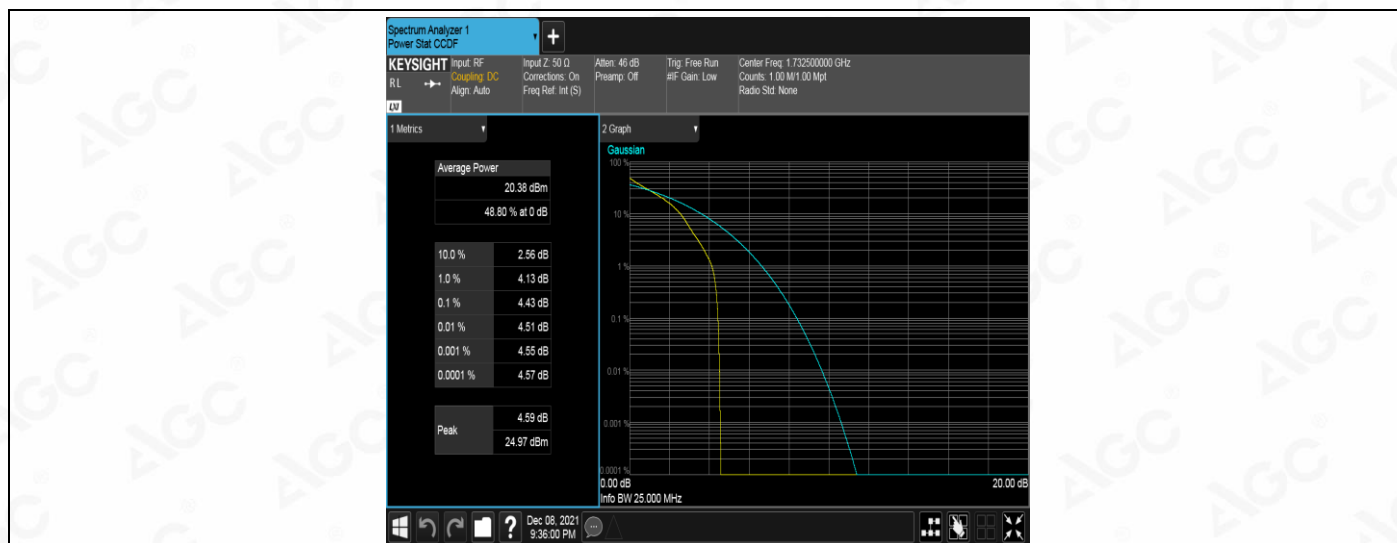 Spectrum Analyzer 1
Power Stat CCDF
KEYSIGHT
RL
LXI
Input: RF
Coupling: DC
Align: Auto
Input Z: 50 Ω
Corrections: On
Freq Ref: Int (S)
Atten: 46 dB
Preamp: Off
Trig: Free Run
#IF Gain: Low
Center Freq: 1.732500000 GHz
Counts: 1.00 M/1.00 Mpt
Radio Std: None
1 Metrics
Average Power
20.38 dBm
48.80 % at 0 dB
10.0 % 2.56 dB
1.0 % 4.13 dB
0.1 % 4.43 dB
0.01 % 4.51 dB
0.001 % 4.55 dB
0.0001 % 4.57 dB
Peak
4.59 dB
24.97 dBm
2 Graph
Gaussian
100 %
10 %
1 %
0.1 %
0.01 %
0.001 %
0.0001 %
0.00 dB 20.00 dB
Info BW 25.000 MHz
?
Dec 08, 2021
9:36:00 PM
AGC